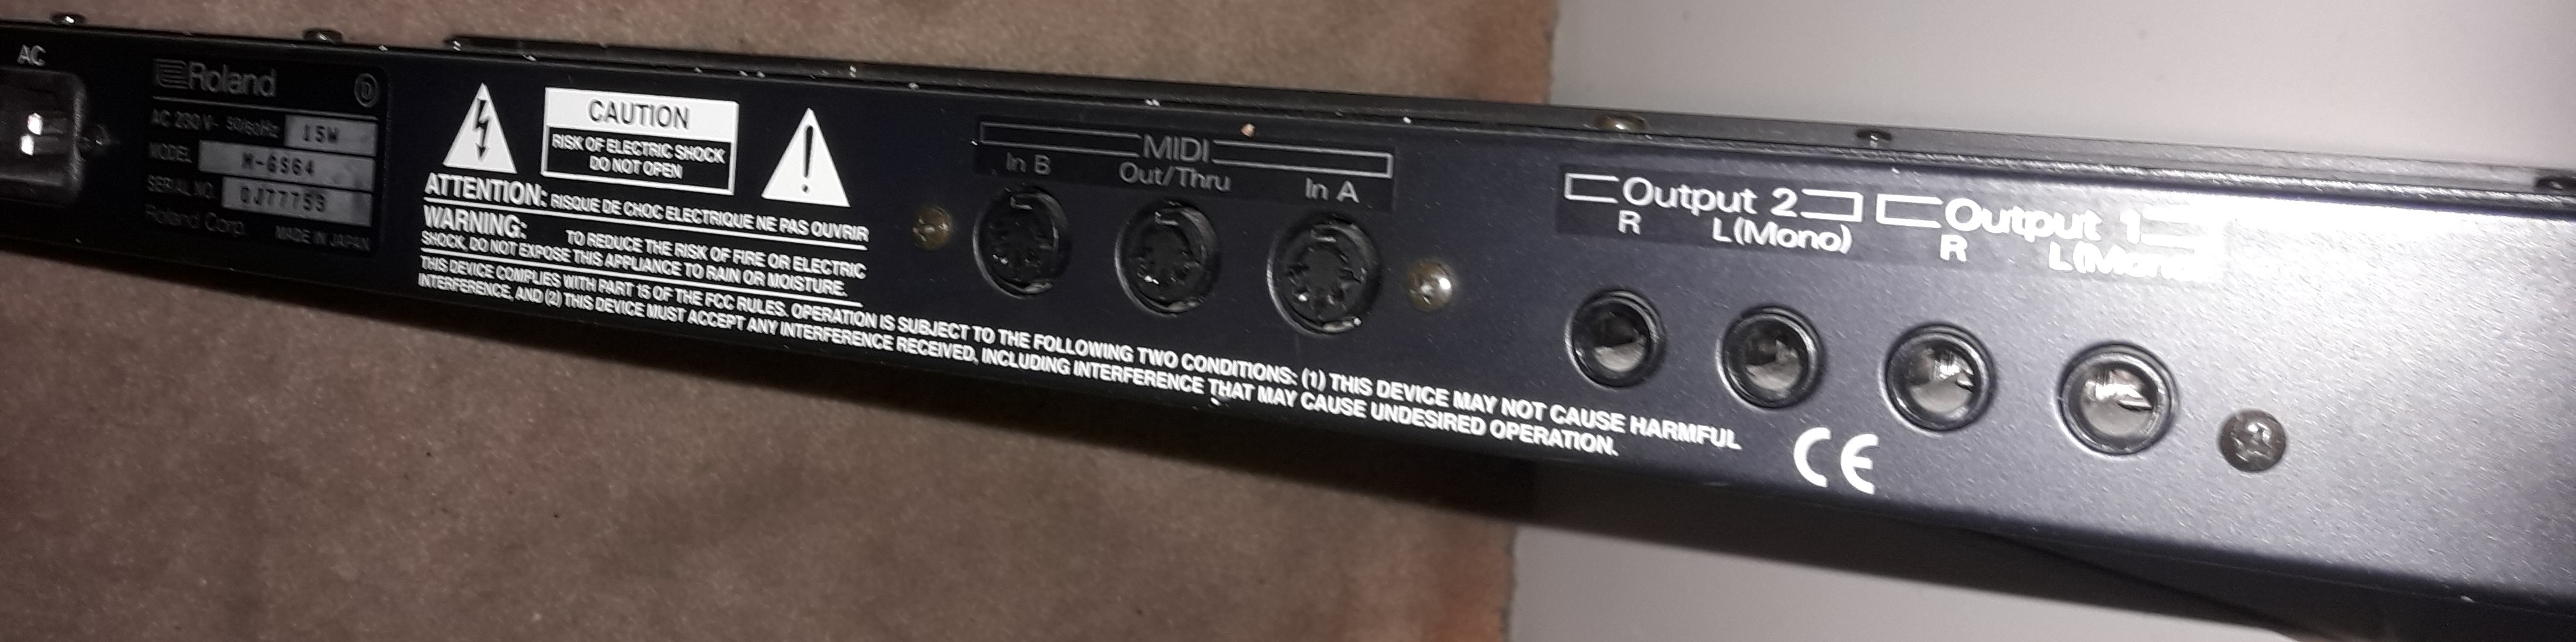 AC
Roland D
AC 230V~ 50/60Hz 15W
MODEL M-GS64
SERIAL NO.
Roland Corp. MADE IN JAPAN
CAUTION
RISK OF ELECTRIC SHOCK
DO NOT OPEN
ATTENTION: RISQUE DE CHOC ELECTRIQUE NE PAS OUVRIR
WARNING: TO REDUCE THE RISK OF FIRE OR ELECTRIC
SHOCK, DO NOT EXPOSE THIS APPLIANCE TO RAIN OR MOISTURE.
THIS DEVICE COMPLIES WITH PART 15 OF THE FCC RULES. OPERATION IS SUBJECT TO THE FOLLOWING TWO CONDITIONS: (1) THIS DEVICE MAY NOT CAUSE HARMFUL
INTERFERENCE, AND (2) THIS DEVICE MUST ACCEPT ANY INTERFERENCE RECEIVED, INCLUDING INTERFERENCE THAT MAY CAUSE UNDESIRED OPERATION.
MIDI
In B Out/Thru In A
Output 2 Output 1
R L(Mono) R L(Mono)
CE